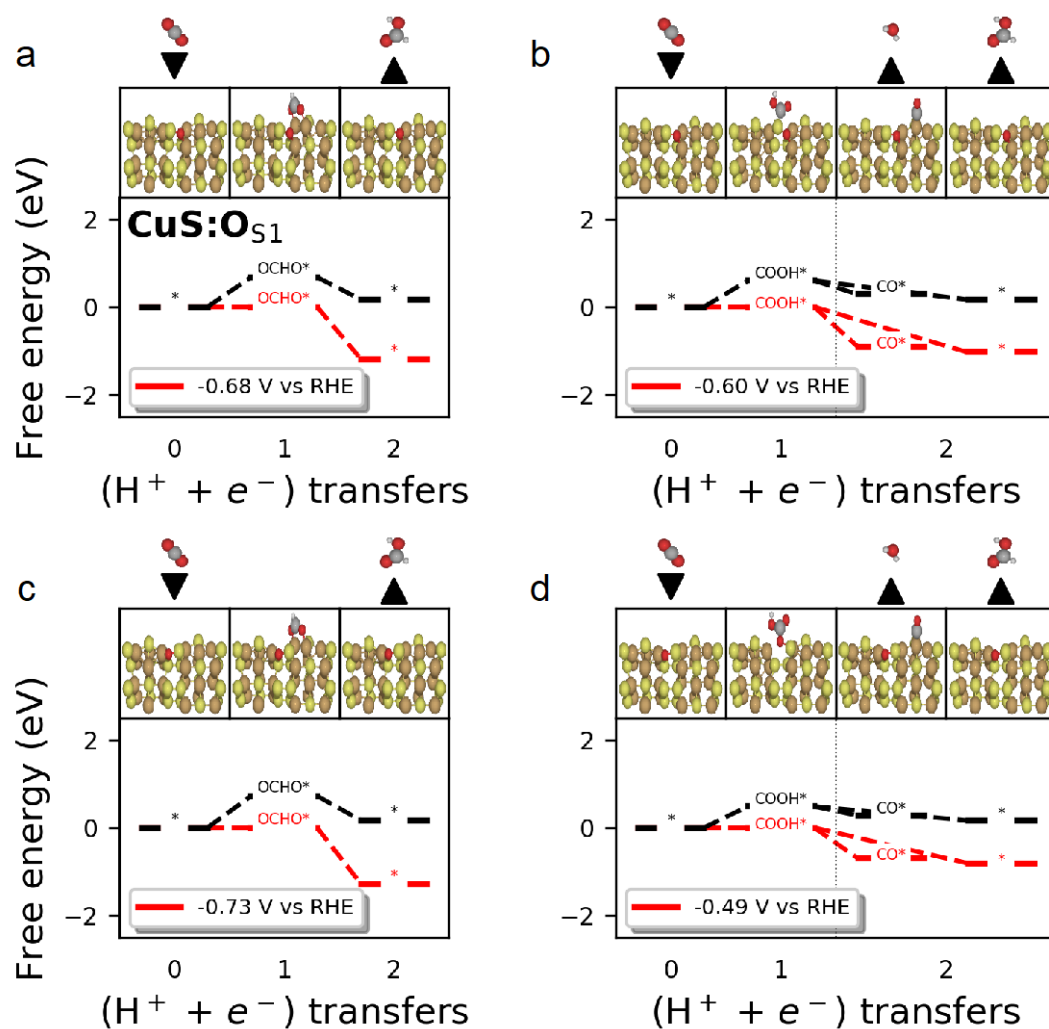 a
b
Free energy (eV)
2
0
−2
CuS:O_S1
*
OCHO*
*
OCHO*
*
-0.68 V vs RHE
0
1
2
(H⁺ + e⁻) transfers
2
0
−2
*
COOH*
CO*
*
COOH*
CO*
*
-0.60 V vs RHE
0
1
2
(H⁺ + e⁻) transfers
c
d
Free energy (eV)
2
0
−2
*
OCHO*
*
OCHO*
*
-0.73 V vs RHE
0
1
2
(H⁺ + e⁻) transfers
2
0
−2
*
COOH*
CO*
*
COOH*
CO*
*
-0.49 V vs RHE
0
1
2
(H⁺ + e⁻) transfers